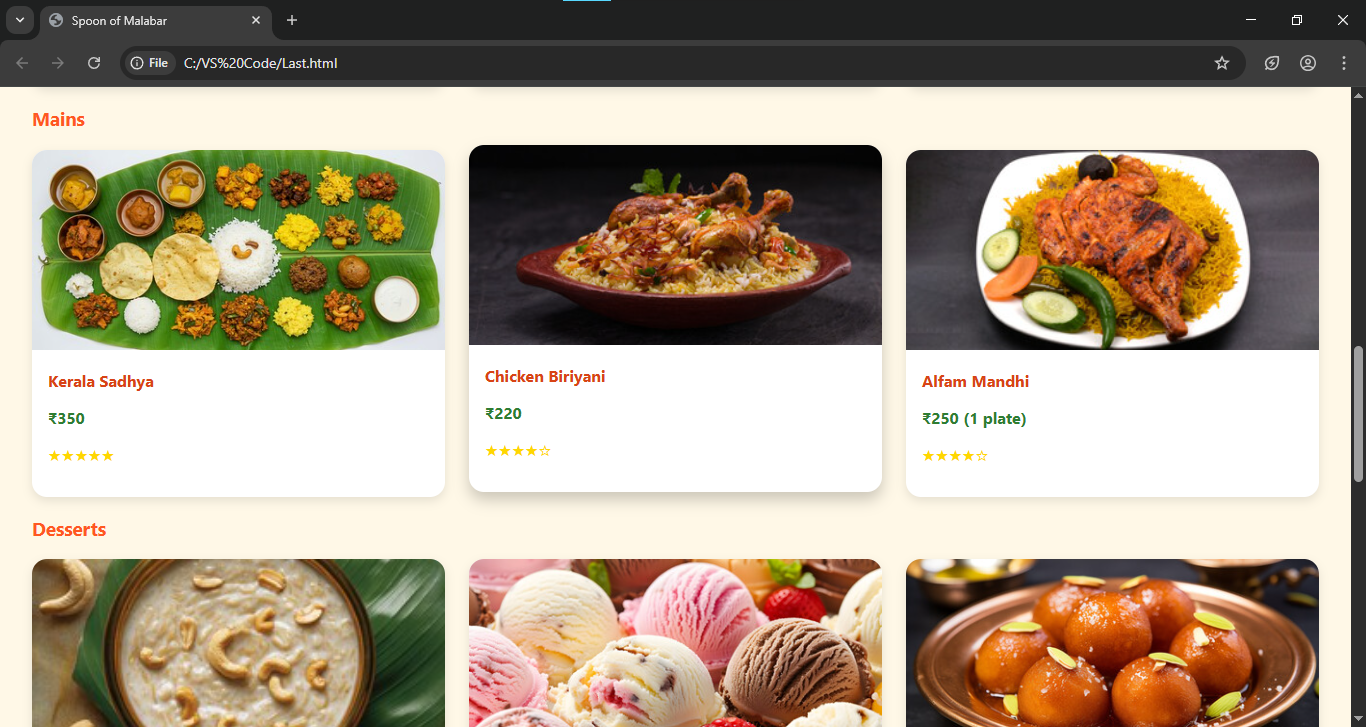 Spoon of Malabar
File C:/VS%20Code/Last.html
Mains
Kerala Sadhya
₹350
★★★★★
Chicken Biriyani
₹220
★★★★☆
Alfam Mandhi
₹250 (1 plate)
★★★★☆
Desserts